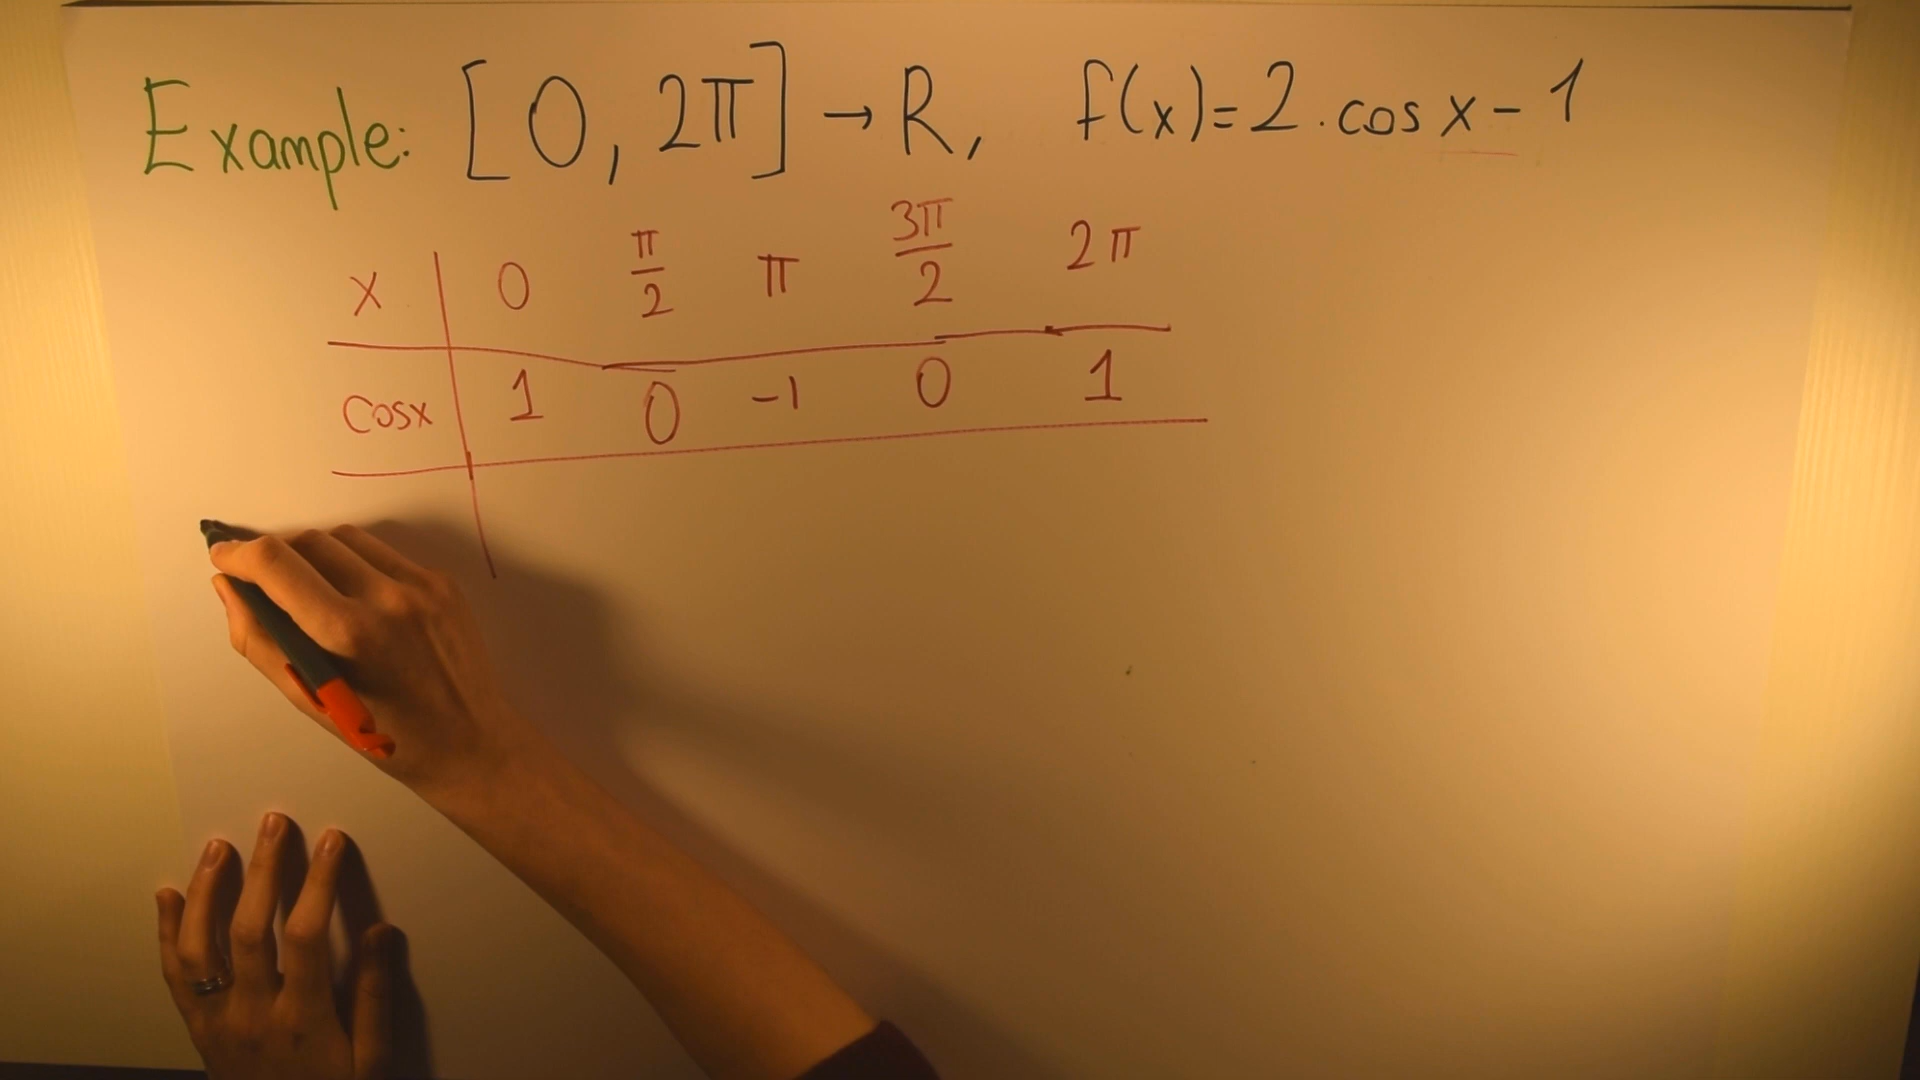 Example: [0, 2π] → R, f(x)=2·cos x - 1
x 0 π/2 π 3π/2 2π
cosx 1 0 -1 0 1